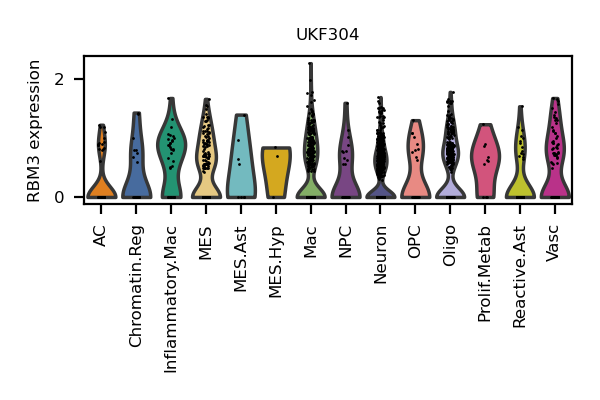 UKF304
RBM3 expression
2
0
AC
Chromatin.Reg
Inflammatory.Mac
MES
MES.Ast
MES.Hyp
Mac
NPC
Neuron
OPC
Oligo
Prolif.Metab
Reactive.Ast
Vasc